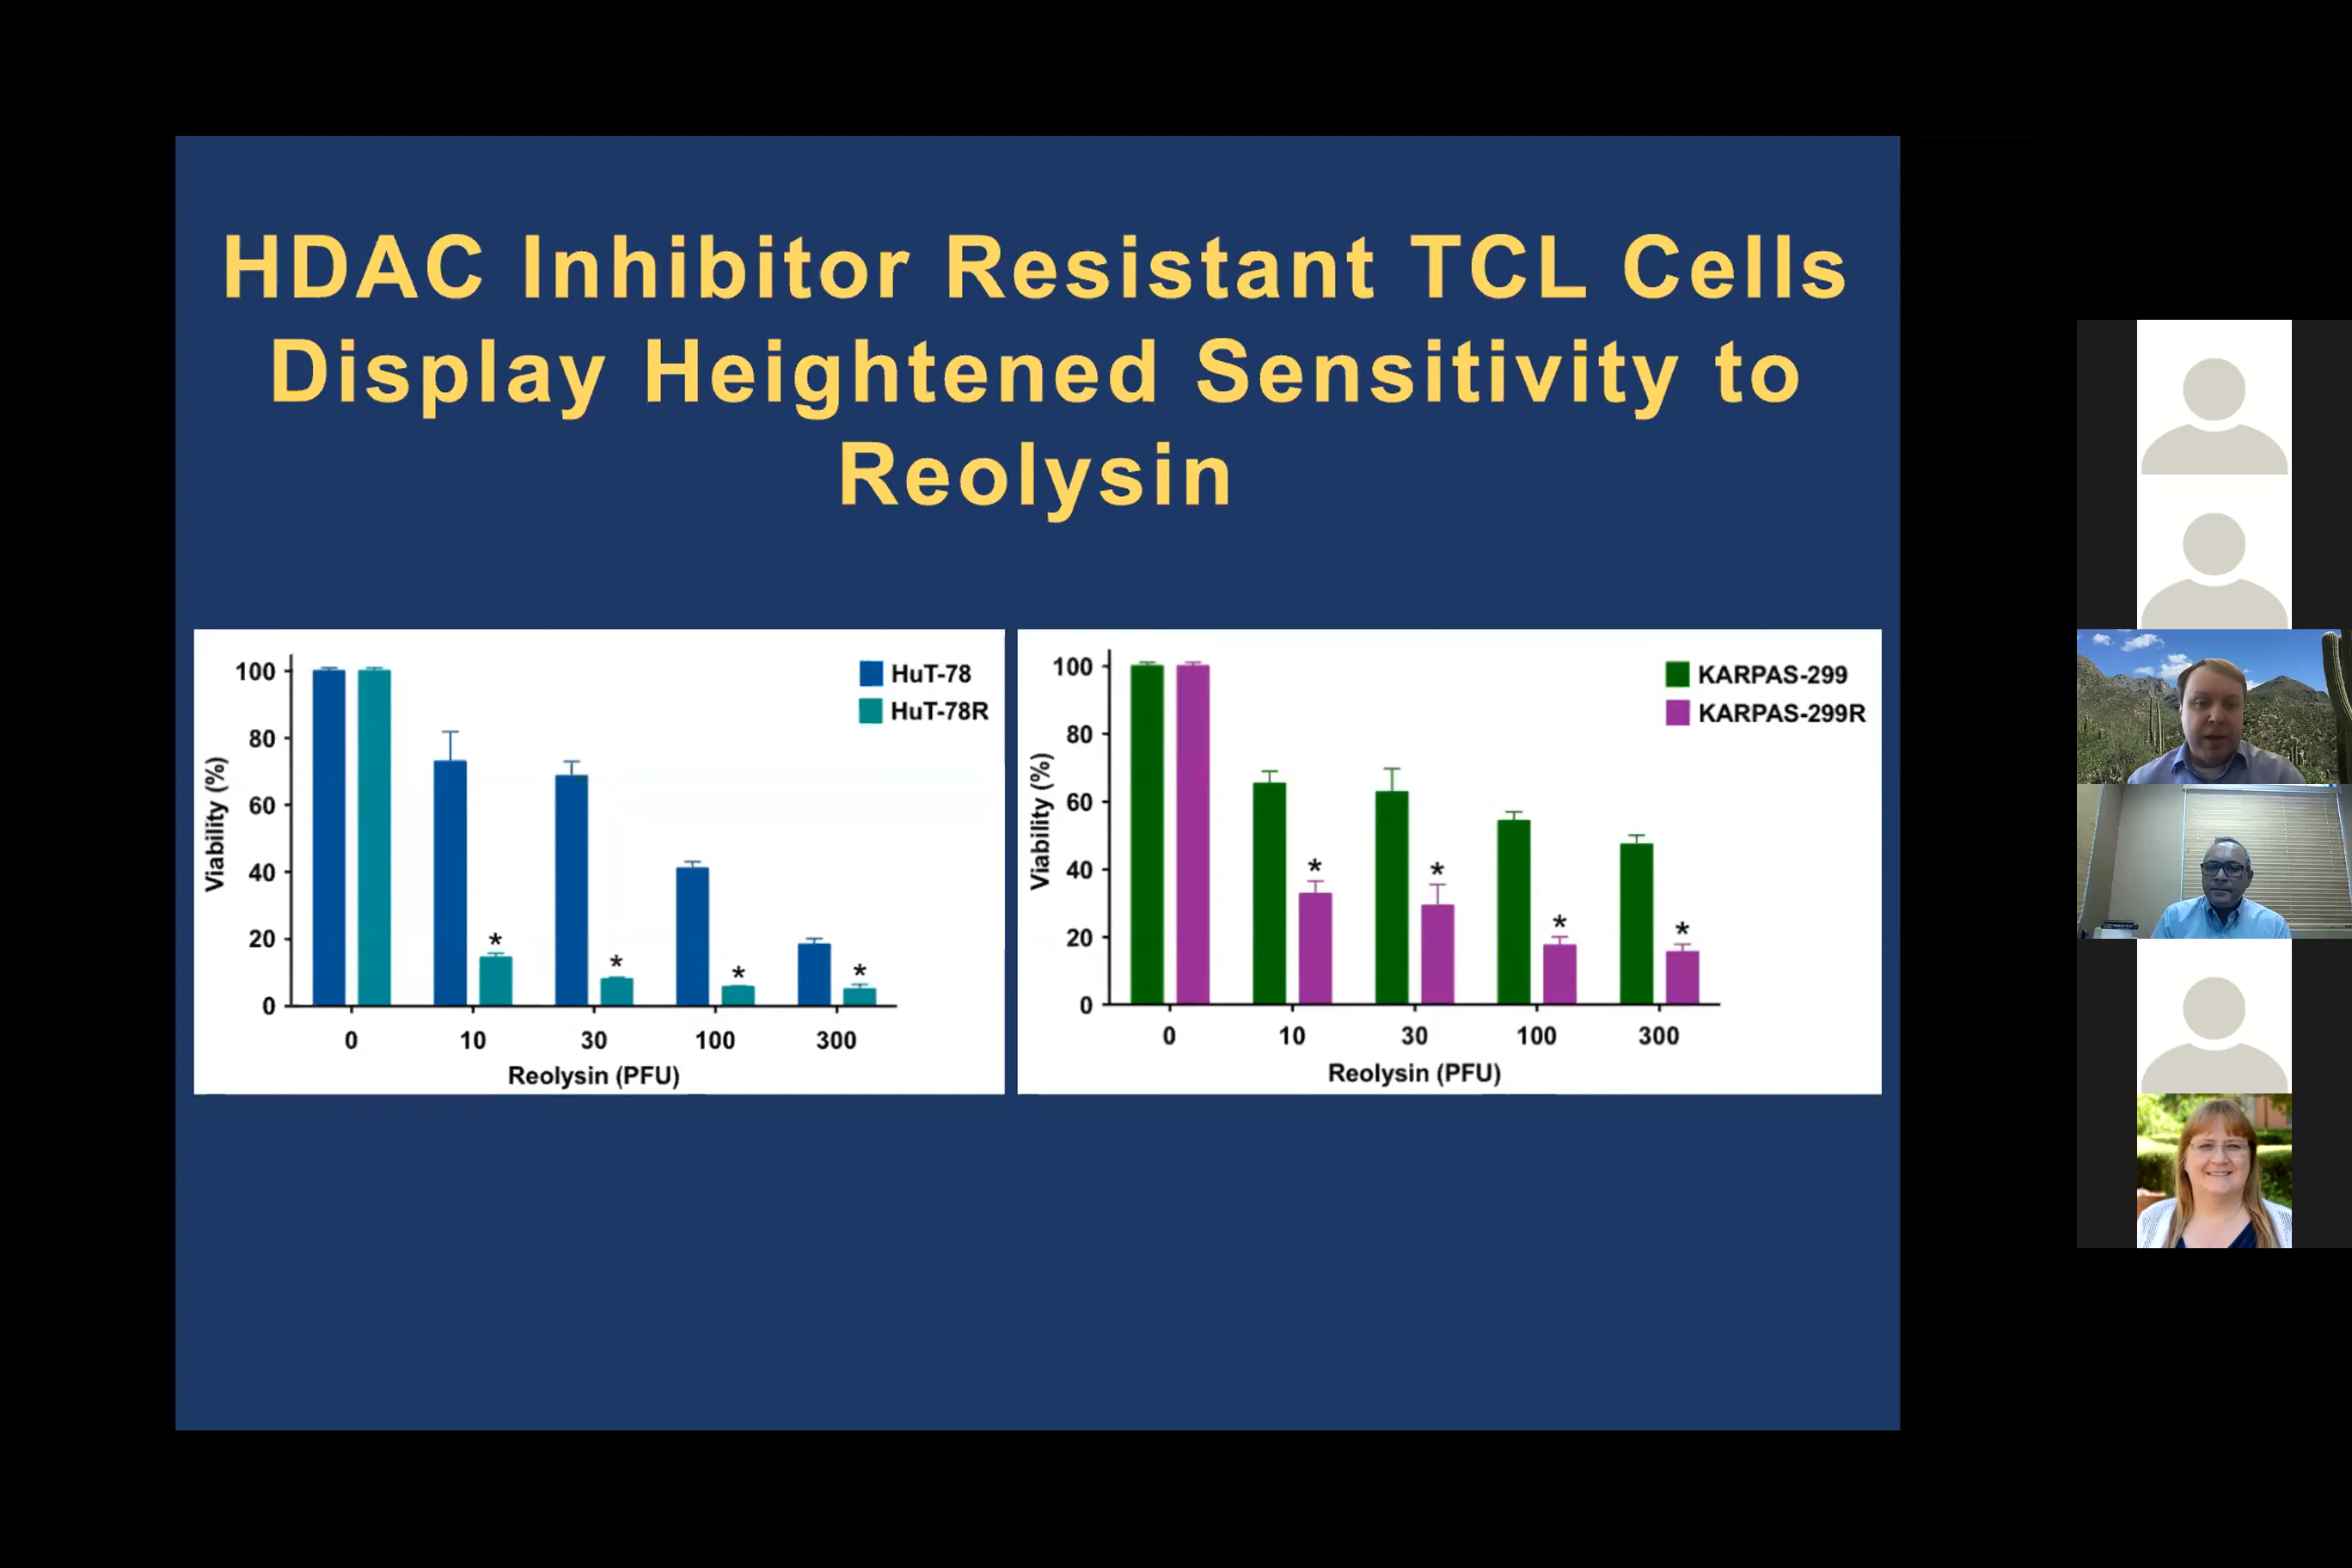 HDAC Inhibitor Resistant TCL Cells
Display Heightened Sensitivity to
Reolysin
HuT-78
HuT-78R
Viability (%)
100
80
60
40
20
0
* * * *
0 10 30 100 300
Reolysin (PFU)
KARPAS-299
KARPAS-299R
Viability (%)
100
80
60
40
20
0
* * * *
0 10 30 100 300
Reolysin (PFU)